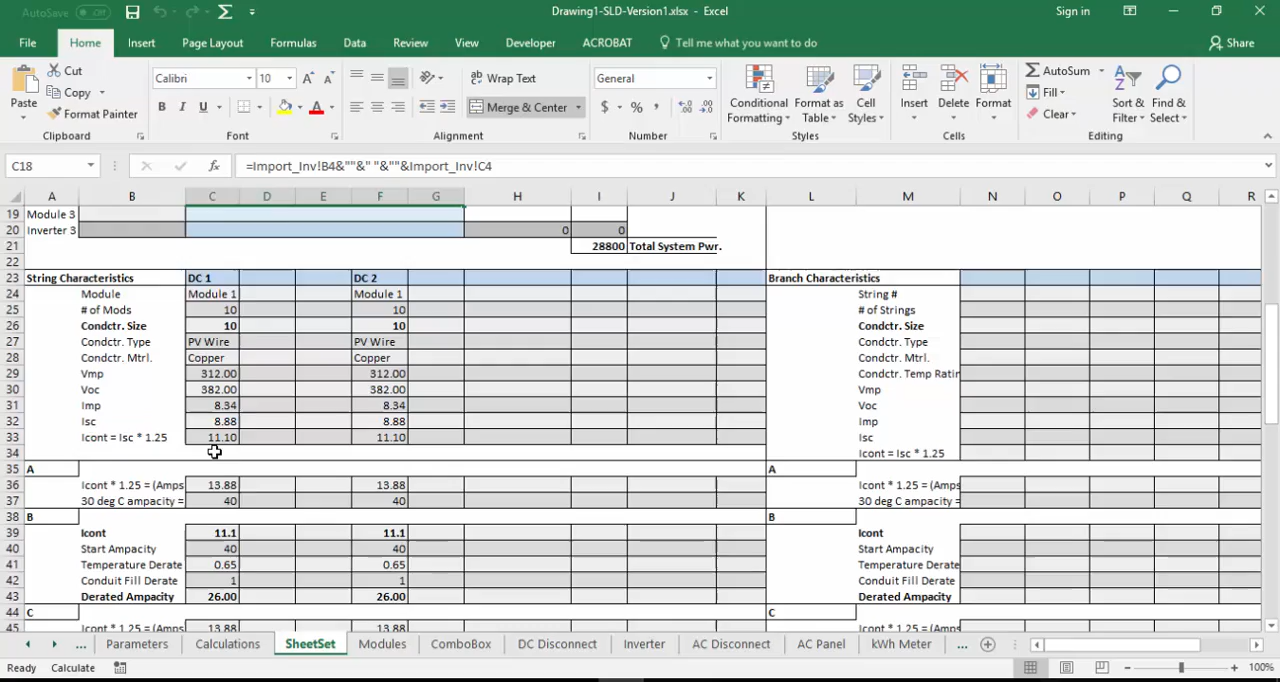 AutoSave Off Drawing1-SLD-Version1.xlsx - Excel Sign in
File Home Insert Page Layout Formulas Data Review View Developer ACROBAT Tell me what you want to do Share
Paste Cut Copy Format Painter
Calibri 10
B I U A
Wrap Text
Merge & Center
General
$ % ,
Conditional Formatting Format as Table Cell Styles
Insert Delete Format
AutoSum Fill Clear
Sort & Filter Find & Select
Clipboard Font Alignment Number Styles Cells Editing
C18 fx =Import_Inv!B4&""&" "&""&Import_Inv!C4
A B C D E F G H I J K L M N O P Q R
19 Module 3
20 Inverter 3 0 0
21 28800 Total System Pwr.
22
23 String Characteristics DC 1 DC 2 Branch Characteristics
24 Module Module 1 Module 1 String #
25 # of Mods 10 10 # of Strings
26 Condctr. Size 10 10 Condctr. Size
27 Condctr. Type PV Wire PV Wire Condctr. Type
28 Condctr. Mtrl. Copper Copper Condctr. Mtrl.
29 Vmp 312.00 312.00 Condctr. Temp Ratin
30 Voc 382.00 382.00 Vmp
31 Imp 8.34 8.34 Voc
32 Isc 8.88 8.88 Imp
33 Icont = Isc * 1.25 11.10 11.10 Isc
34 Icont = Isc * 1.25
35 A A
36 Icont * 1.25 = (Amps 13.88 13.88 Icont * 1.25 = (Amps
37 30 deg C ampacity = 40 40 30 deg C ampacity =
38 B B
39 Icont 11.1 11.1 Icont
40 Start Ampacity 40 40 Start Ampacity
41 Temperature Derate 0.65 0.65 Temperature Derate
42 Conduit Fill Derate 1 1 Conduit Fill Derate
43 Derated Ampacity 26.00 26.00 Derated Ampacity
44 C C
45 Icont * 1.25 = (Amps 13.88 13.88 Icont * 1.25 = (Amps
... Parameters Calculations SheetSet Modules ComboBox DC Disconnect Inverter AC Disconnect AC Panel kWh Meter ...
Ready Calculate 100%